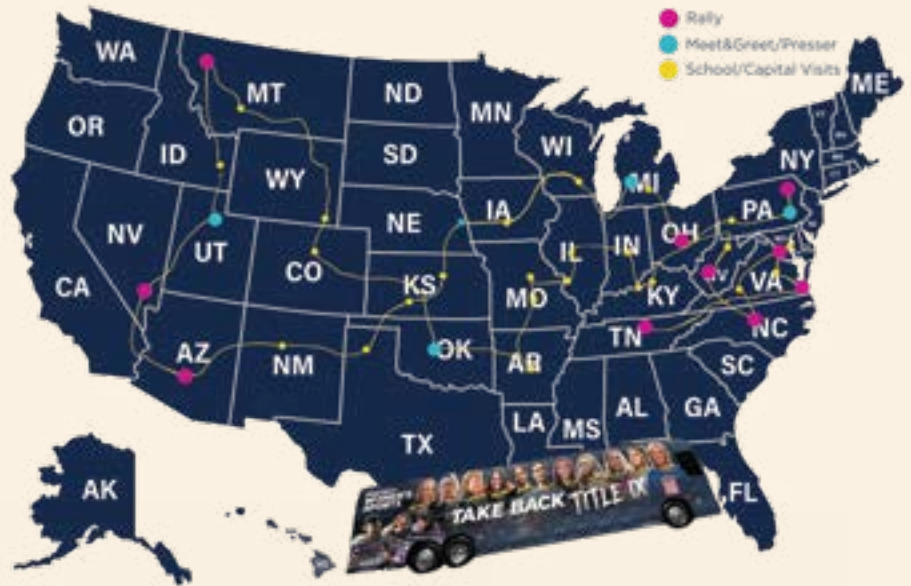 Rally
Meet&Greet/Presser
School/Capital Visits
WA
MT
ND
MN
ME
OR
ID
SD
WI
MI
NY
WY
NE
IA
PA
NV
UT
CO
KS
IL
IN
OH
CA
MO
KY
VA
AZ
NM
OK
AR
TN
NC
SC
TX
LA
MS
AL
GA
AK
FL
TAKE BACK TITLE IX